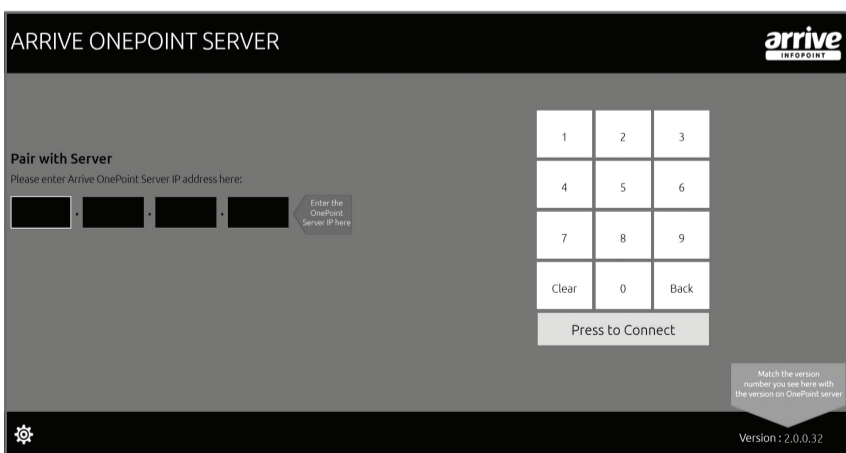 ARRIVE ONEPOINT SERVER
arrive
INFOPOINT
Pair with Server
Please enter Arrive OnePoint Server IP address here:
. . .
Enter the
OnePoint
Server IP here
1 2 3
4 5 6
7 8 9
Clear 0 Back
Press to Connect
Match the version
number you see here with
the version on OnePoint server
Version : 2.0.0.32